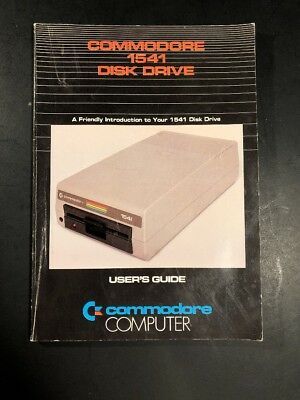 COMMODORE
1541
DISK DRIVE
A Friendly Introduction to Your 1541 Disk Drive
commodore
1541
USER'S GUIDE
commodore
COMPUTER